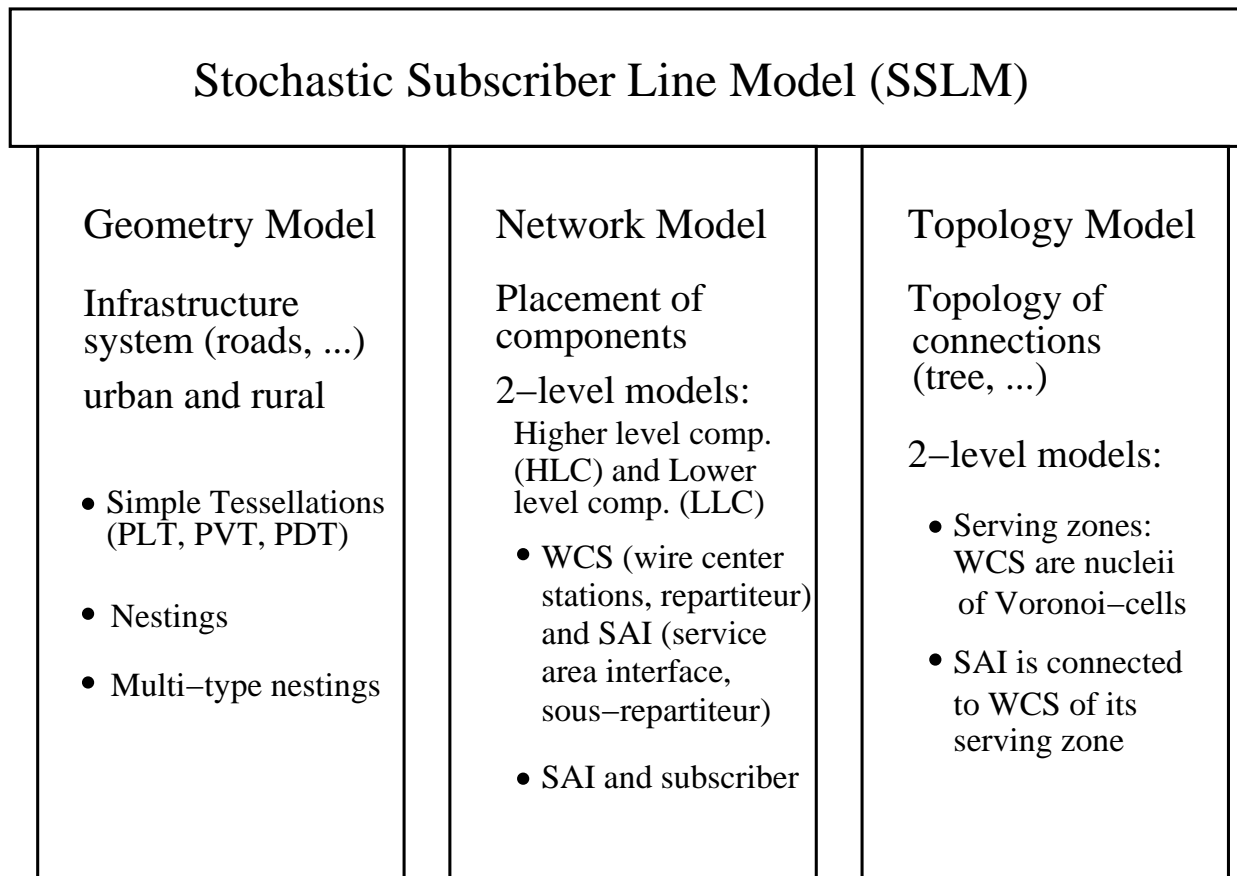 Stochastic Subscriber Line Model (SSLM)
Geometry Model
Infrastructure
system (roads, ...)
urban and rural
• Simple Tessellations
(PLT, PVT, PDT)
• Nestings
• Multi−type nestings
Network Model
Placement of
components
2−level models:
Higher level comp.
(HLC) and Lower
level comp. (LLC)
• WCS (wire center
stations, repartiteur)
and SAI (service
area interface,
sous−repartiteur)
• SAI and subscriber
Topology Model
Topology of
connections
(tree, ...)
2−level models:
• Serving zones:
WCS are nucleii
of Voronoi−cells
• SAI is connected
to WCS of its
serving zone